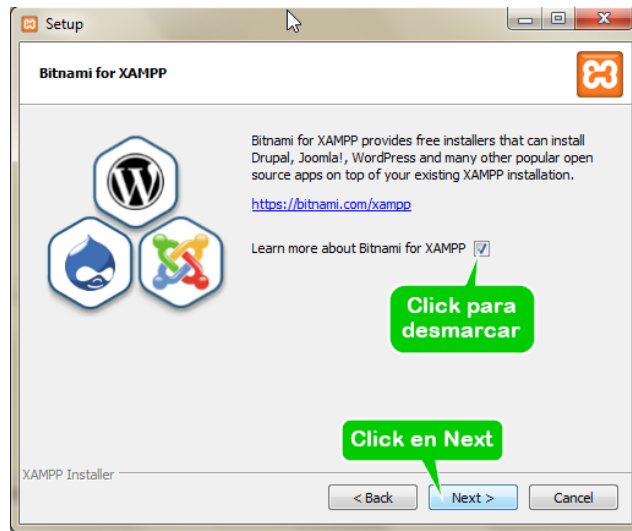 Setup
Bitnami for XAMPP
Bitnami for XAMPP provides free installers that can install
Drupal, Joomla!, WordPress and many other popular open
source apps on top of your existing XAMPP installation.
https://bitnami.com/xampp
Learn more about Bitnami for XAMPP
Click para
desmarcar
Click en Next
XAMPP Installer
< Back Next > Cancel